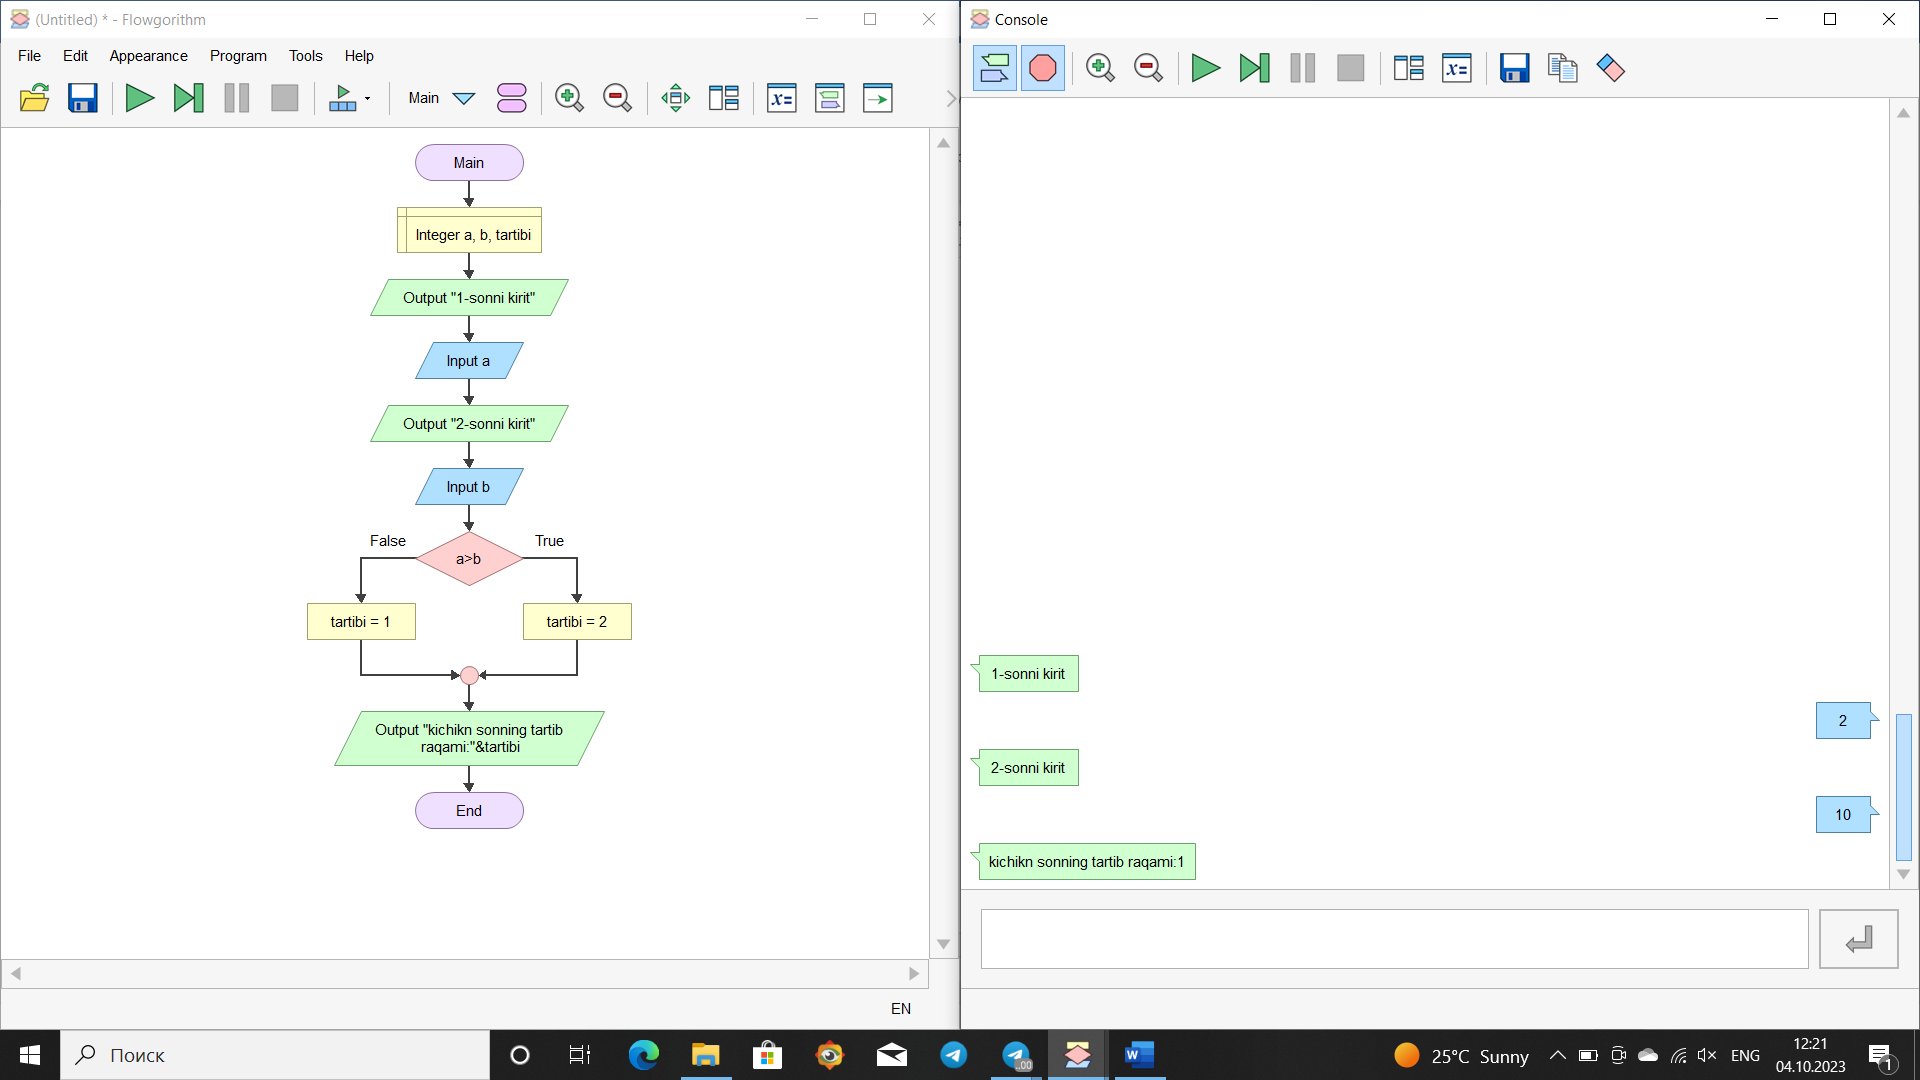 (Untitled) * - Flowgorithm
File Edit Appearance Program Tools Help
Main
Main
Integer a, b, tartibi
Output "1-sonni kirit"
Input a
Output "2-sonni kirit"
Input b
False
True
a>b
tartibi = 1
tartibi = 2
Output "kichikn sonning tartib
raqami:"&tartibi
End
EN
Console
1-sonni kirit
2
2-sonni kirit
10
kichikn sonning tartib raqami:1
Поиск
25°C Sunny
ENG
12:21
04.10.2023
1